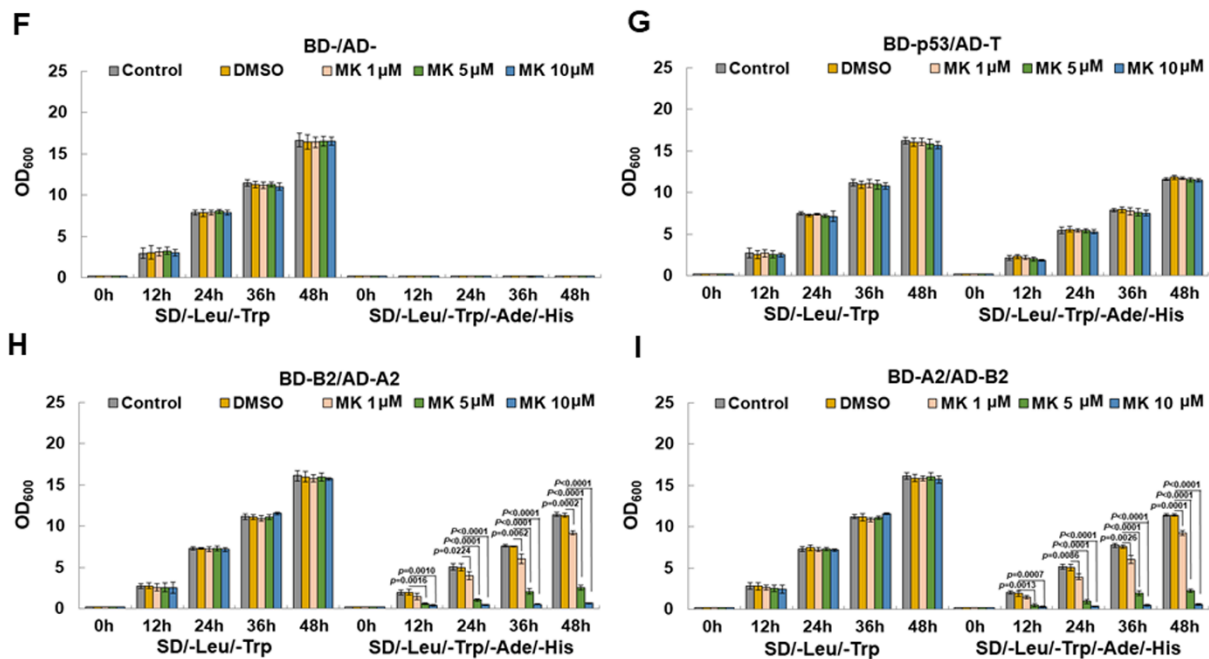 F
BD-/AD-
Control DMSO MK 1μM MK 5μM MK 10μM
25
20
15
10
5
0
OD600
0h 12h 24h 36h 48h 0h 12h 24h 36h 48h
SD/-Leu/-Trp SD/-Leu/-Trp/-Ade/-His
G
BD-p53/AD-T
Control DMSO MK 1 μM MK 5 μM MK 10μM
25
20
15
10
5
0
OD600
0h 12h 24h 36h 48h 0h 12h 24h 36h 48h
SD/-Leu/-Trp SD/-Leu/-Trp/-Ade/-His
H
BD-B2/AD-A2
Control DMSO MK 1 μM MK 5 μM MK 10μM
25
20
15
10
5
0
OD600
p=0.0010
p=0.0016
P<0.0001
P<0.0001
p=0.0224
P<0.0001
P<0.0001
p=0.0062
P<0.0001
P<0.0001
p=0.0002
0h 12h 24h 36h 48h 0h 12h 24h 36h 48h
SD/-Leu/-Trp SD/-Leu/-Trp/-Ade/-His
I
BD-A2/AD-B2
Control DMSO MK 1 μM MK 5 μM MK 10 μM
25
20
15
10
5
0
OD600
p=0.0007
p=0.0013
P<0.0001
P<0.0001
p=0.0086
P<0.0001
P<0.0001
p=0.0026
P<0.0001
P<0.0001
p=0.0001
0h 12h 24h 36h 48h 0h 12h 24h 36h 48h
SD/-Leu/-Trp SD/-Leu/-Trp/-Ade/-His